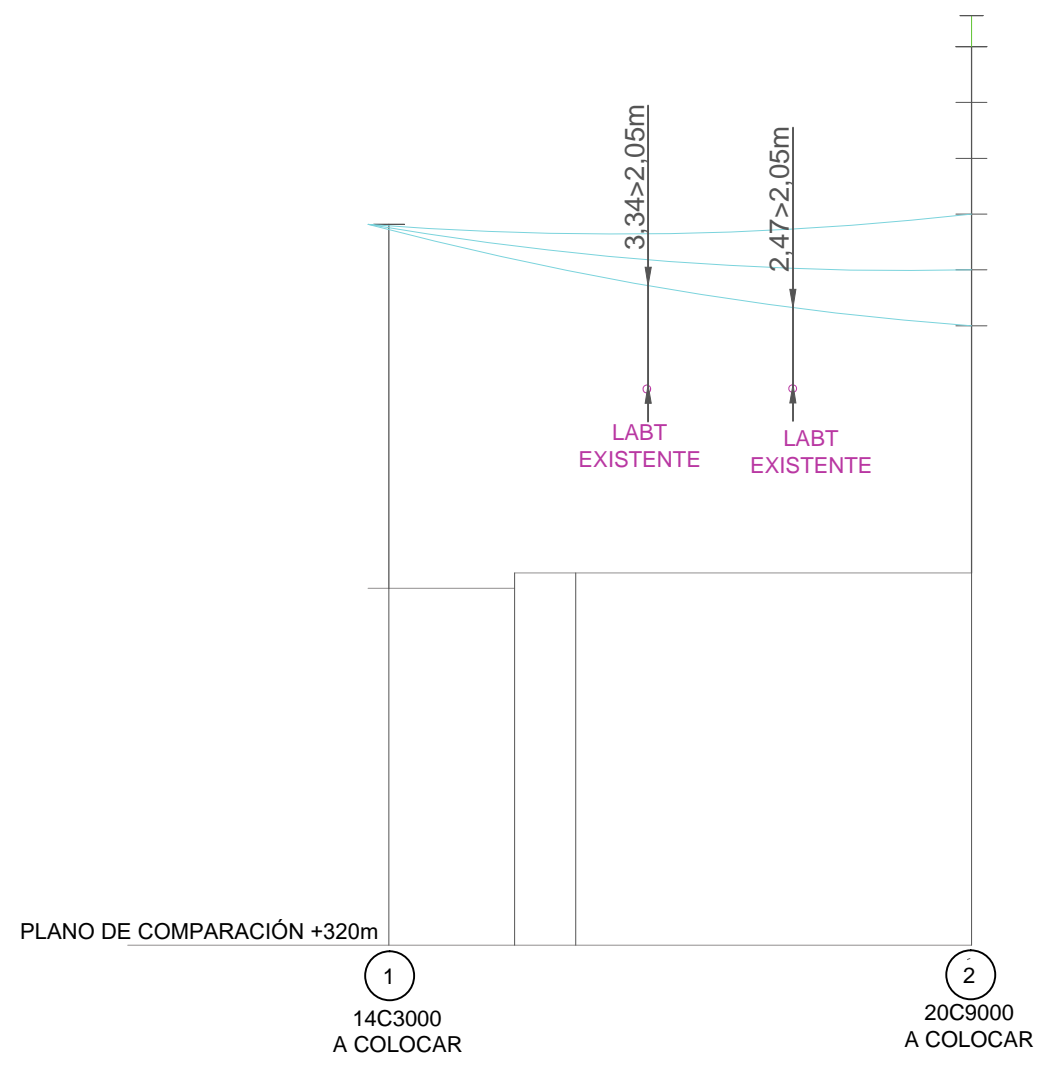 3,34>2,05m
2,47>2,05m
LABT
EXISTENTE
LABT
EXISTENTE
PLANO DE COMPARACIÓN +320m
1
14C3000
A COLOCAR
2
20C9000
A COLOCAR